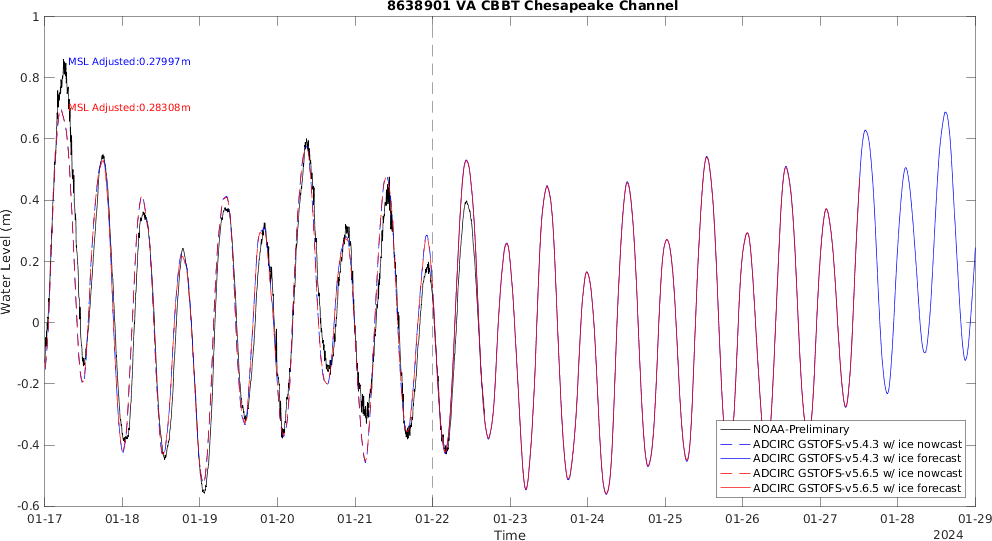 8638901 VA CBBT Chesapeake Channel
1
0.8
0.6
0.4
0.2
0
-0.2
-0.4
-0.6
Water Level (m)
MSL Adjusted:0.27997m
MSL Adjusted:0.28308m
NOAA-Preliminary
ADCIRC GSTOFS-v5.4.3 w/ ice nowcast
ADCIRC GSTOFS-v5.4.3 w/ ice forecast
ADCIRC GSTOFS-v5.6.5 w/ ice nowcast
ADCIRC GSTOFS-v5.6.5 w/ ice forecast
01-17 01-18 01-19 01-20 01-21 01-22 01-23 01-24 01-25 01-26 01-27 01-28 01-29
Time
2024